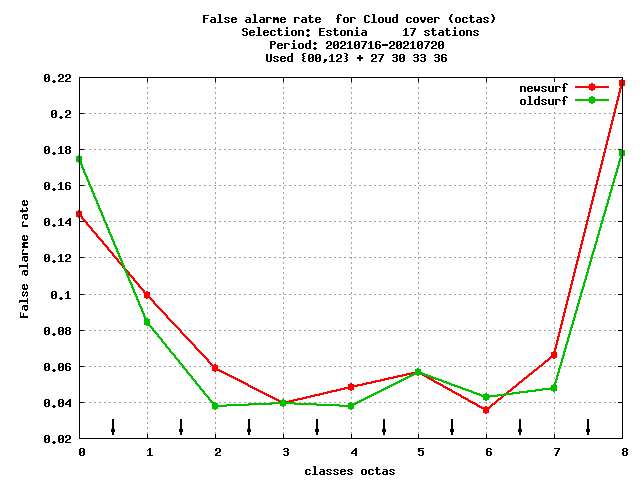 False alarme rate  for Cloud cover (octas)
Selection: Estonia     17 stations
Period: 20210716-20210720
Used {00,12} + 27 30 33 36
newsurf
oldsurf
0.22
0.2
0.18
0.16
0.14
0.12
0.1
0.08
0.06
0.04
0.02
False alarme rate
0 1 2 3 4 5 6 7 8
classes octas